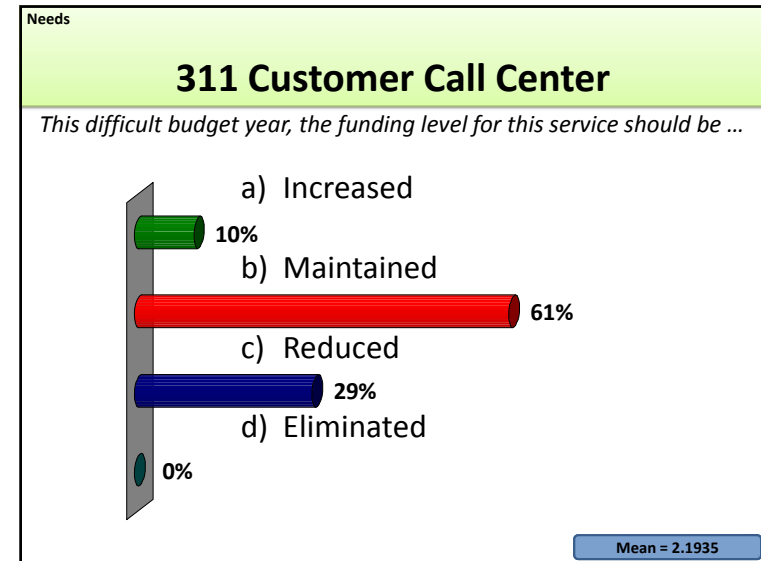 Needs
311 Customer Call Center
This difficult budget year, the funding level for this service should be …
a) Increased
10%
b) Maintained
61%
c) Reduced
29%
d) Eliminated
0%
Mean = 2.1935